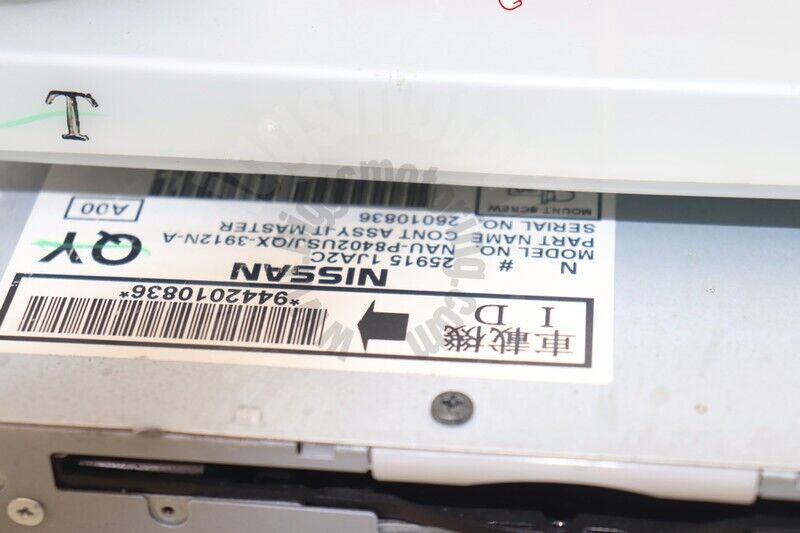 T
車載機
I D
*9442010836*
NISSAN
N # 25915 1JA2C
MODEL NO. NAU-P8402USJ/QX-3912N-A
PART NAME CONT ASSY-IT MASTER
SERIAL NO. 26010836
QY
A00
MOUNT SCREW